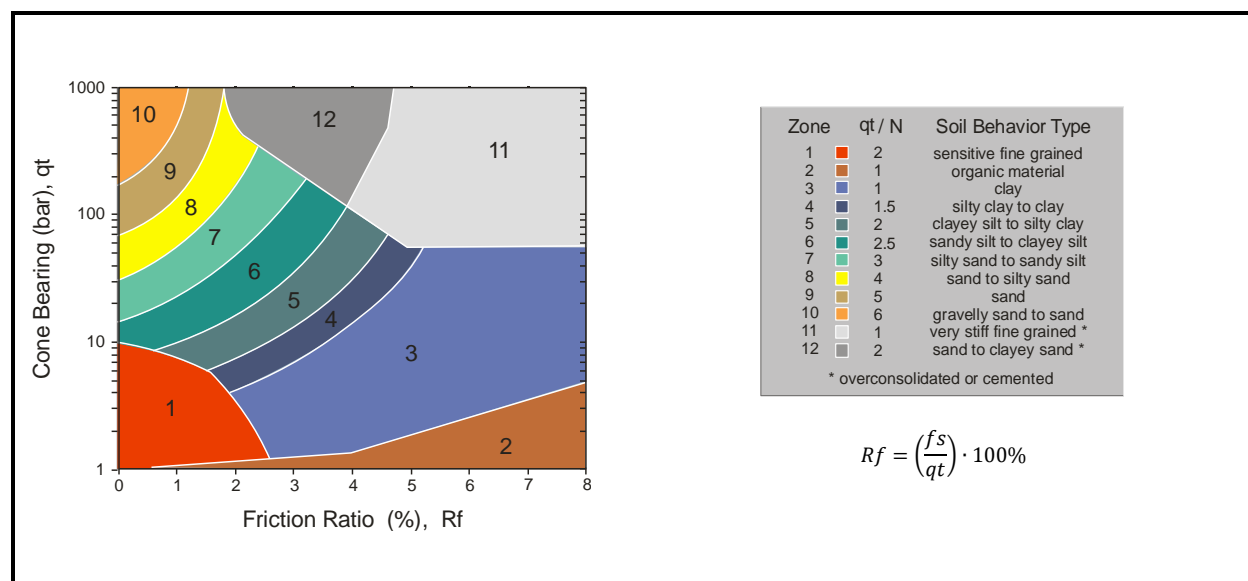 1000
100
10
1
Cone Bearing (bar), qt
10
12
11
9
8
7
6
5
4
3
1
2
0 1 2 3 4 5 6 7 8
Friction Ratio (%), Rf
Zone qt / N Soil Behavior Type
1 2 sensitive fine grained
2 1 organic material
3 1 clay
4 1.5 silty clay to clay
5 2 clayey silt to silty clay
6 2.5 sandy silt to clayey silt
7 3 silty sand to sandy silt
8 4 sand to silty sand
9 5 sand
10 6 gravelly sand to sand
11 1 very stiff fine grained *
12 2 sand to clayey sand *
* overconsolidated or cemented
Rf = (fs/qt) · 100%